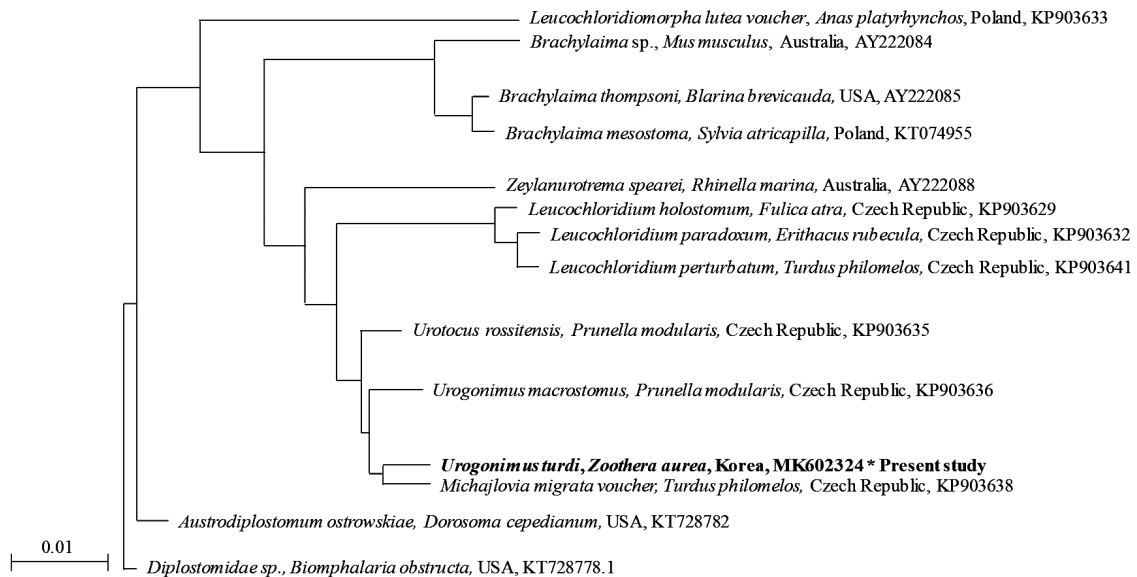 Leucochloridiomorpha lutea voucher, Anas platyrhynchos, Poland, KP903633
Brachylaima sp., Mus musculus, Australia, AY222084
Brachylaima thompsoni, Blarina brevicauda, USA, AY222085
Brachylaima mesostoma, Sylvia atricapilla, Poland, KT074955
Zeylanurotrema spearei, Rhinella marina, Australia, AY222088
Leucochloridium holostomum, Fulica atra, Czech Republic, KP903629
Leucochloridium paradoxum, Erithacus rubecula, Czech Republic, KP903632
Leucochloridium perturbatum, Turdus philomelos, Czech Republic, KP903641
Urotocus rossitensis, Prunella modularis, Czech Republic, KP903635
Urogonimus macrostomus, Prunella modularis, Czech Republic, KP903636
Urogonimus turdi, Zoothera aurea, Korea, MK602324 * Present study
Michajlovia migrata voucher, Turdus philomelos, Czech Republic, KP903638
Austrodiplostomum ostrowskiae, Dorosoma cepedianum, USA, KT728782
0.01
Diplostomidae sp., Biomphalaria obstructa, USA, KT728778.1